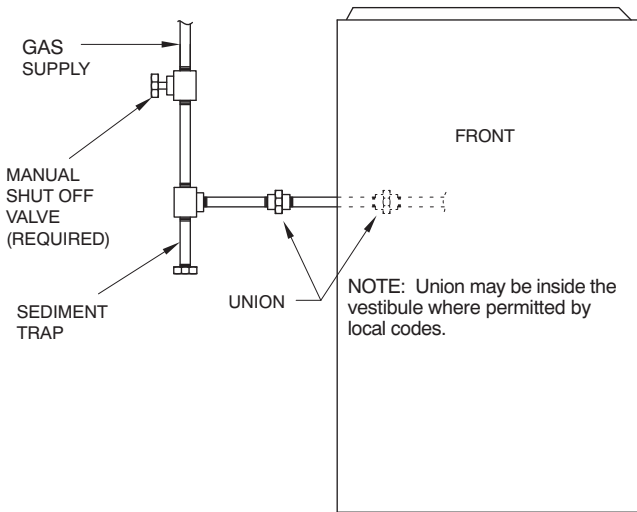 GAS
SUPPLY
MANUAL
SHUT OFF
VALVE
(REQUIRED)
SEDIMENT
TRAP
UNION
FRONT
NOTE:  Union may be inside the
vestibule where permitted by
local codes.